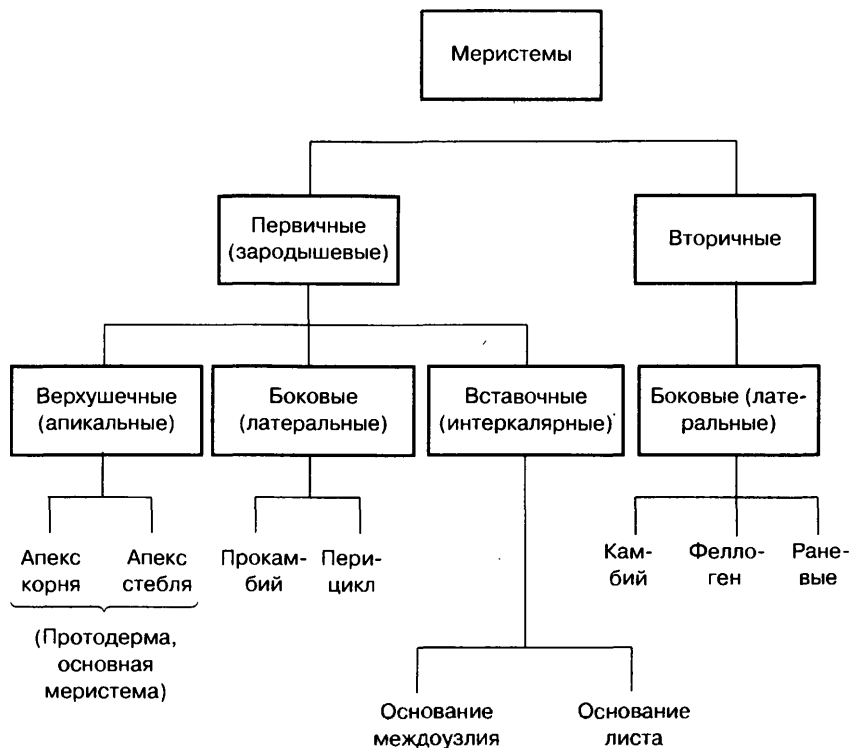 Меристемы
Первичные
(зародышевые)
Вторичные
Верхушечные
(апикальные)
Боковые
(латеральные)
Вставочные
(интеркалярные)
Боковые (лате-
ральные)
Апекс
корня
Апекс
стебля
Прокам-
бий
Пери-
цикл
Кам-
бий
Фелло-
ген
Ране-
вые
(Протодерма,
основная
меристема)
Основание
междоузлия
Основание
листа